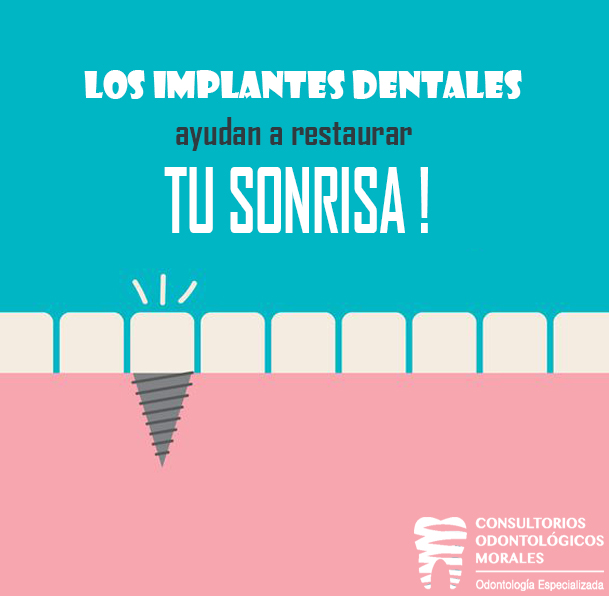 LOS IMPLANTES DENTALES
ayudan a restaurar
TU SONRISA !
CONSULTORIOS
ODONTOLÓGICOS
MORALES
Odontología Especializada